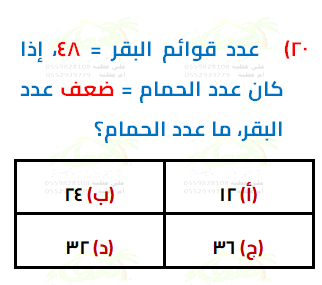 ٢٠) عدد قوائم البقر = ٤٨، إذا
كان عدد الحمام = ضعف عدد
البقر، ما عدد الحمام؟
(أ) ١٢ (ب) ٢٤
(ج) ٣٦ (د) ٣٢